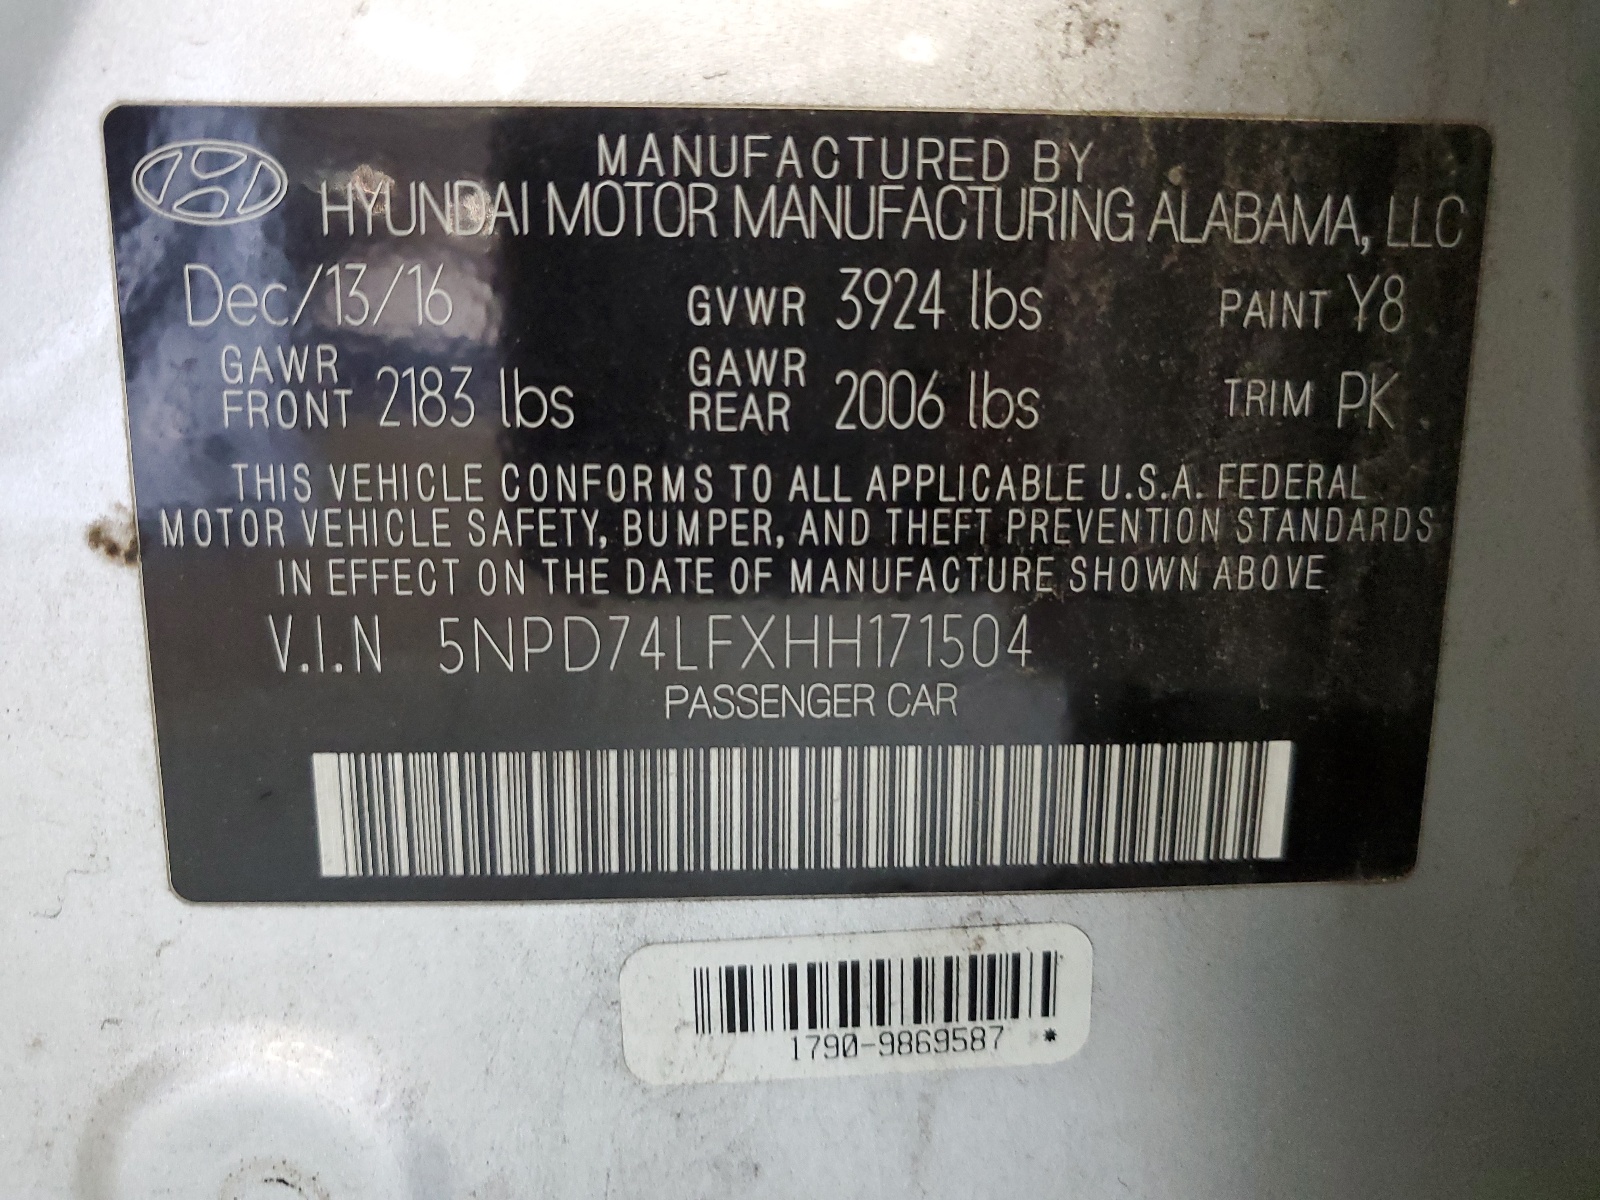 MANUFACTURED BY
HYUNDAI MOTOR MANUFACTURING ALABAMA, LLC
Dec/13/16 GVWR 3924 lbs PAINT Y8
GAWR FRONT 2183 lbs GAWR REAR 2006 lbs TRIM PK
THIS VEHICLE CONFORMS TO ALL APPLICABLE U.S.A. FEDERAL
MOTOR VEHICLE SAFETY, BUMPER, AND THEFT PREVENTION STANDARDS
IN EFFECT ON THE DATE OF MANUFACTURE SHOWN ABOVE
V.I.N 5NPD74LFXHH171504
PASSENGER CAR
1790-9869587 *